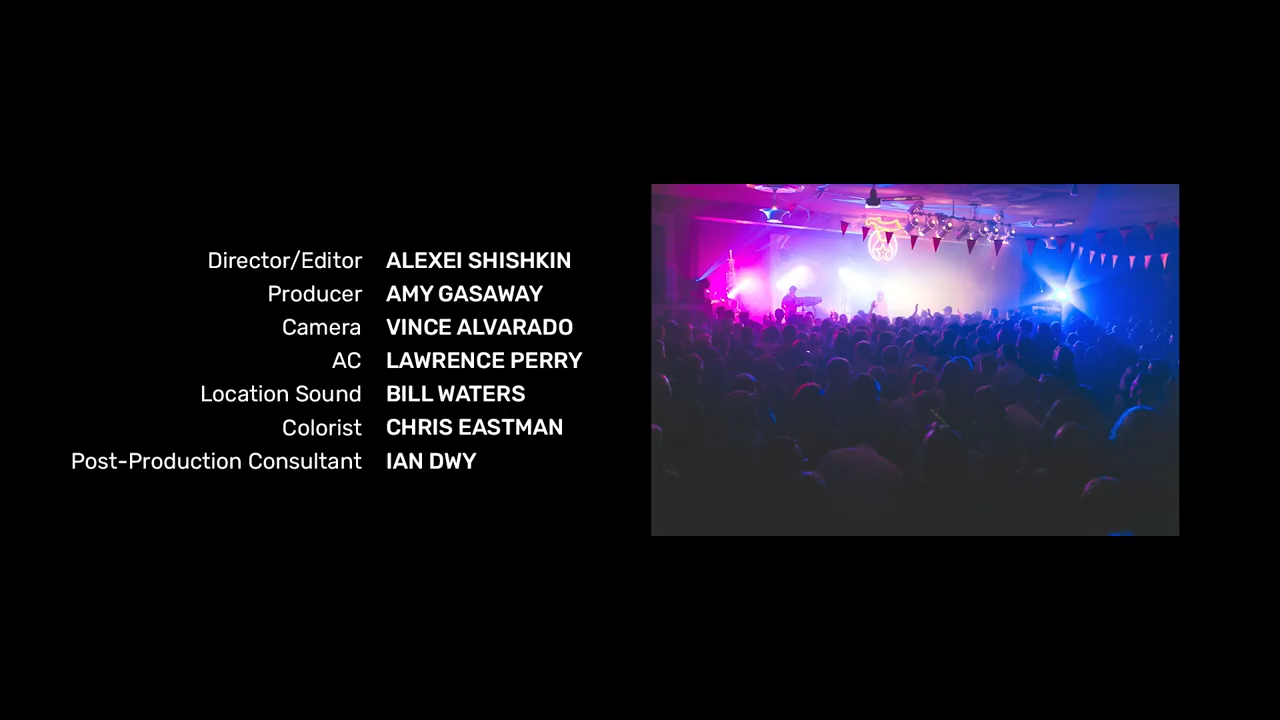 Director/Editor ALEXEI SHISHKIN
Producer AMY GASAWAY
Camera VINCE ALVARADO
AC LAWRENCE PERRY
Location Sound BILL WATERS
Colorist CHRIS EASTMAN
Post-Production Consultant IAN DWY